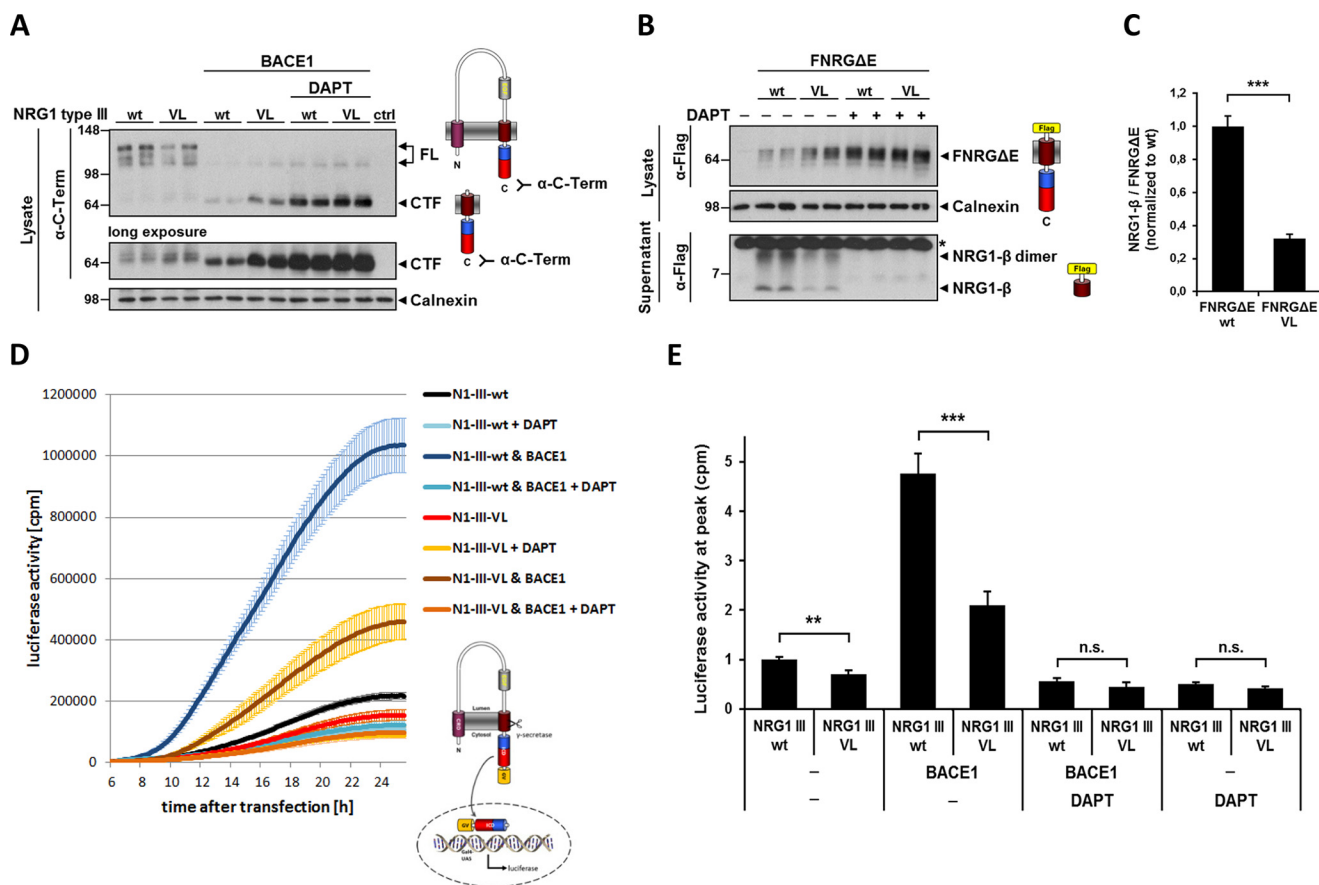 A
BACE1
DAPT
NRG1 type III wt VL wt VL wt VL ctrl
Lysate
α-C-Term
148
98
64
FL
CTF
long exposure
64
CTF
98
Calnexin
N
C
α-C-Term
C
α-C-Term
B
FNRGΔE
wt VL wt VL
DAPT – – – – – + + + +
Lysate
α-Flag
64
FNRGΔE
98
Calnexin
Supernatant
α-Flag
7
*
NRG1-β dimer
NRG1-β
Flag
C
Flag
C
NRG1-β / FNRGΔE
(normalized to wt)
1,2
1,0
0,8
0,6
0,4
0,2
0,0
***
FNRGΔE
wt
FNRGΔE
VL
D
luciferase activity [cpm]
1200000
1000000
800000
600000
400000
200000
0
6 8 10 12 14 16 18 20 22 24
time after transfection [h]
N1-III-wt
N1-III-wt + DAPT
N1-III-wt & BACE1
N1-III-wt & BACE1 + DAPT
N1-III-VL
N1-III-VL + DAPT
N1-III-VL & BACE1
N1-III-VL & BACE1 + DAPT
CRD
Lumen
Cytosol
γ-secretase
N
ICD
GV
GV
ICD
Gal4
UAS
luciferase
E
Luciferase activity at peak (cpm)
5
4
3
2
1
0
**
***
n.s.
n.s.
NRG1 III
wt
NRG1 III
VL
NRG1 III
wt
NRG1 III
VL
NRG1 III
wt
NRG1 III
VL
NRG1 III
wt
NRG1 III
VL
– BACE1 BACE1 –
– – DAPT DAPT